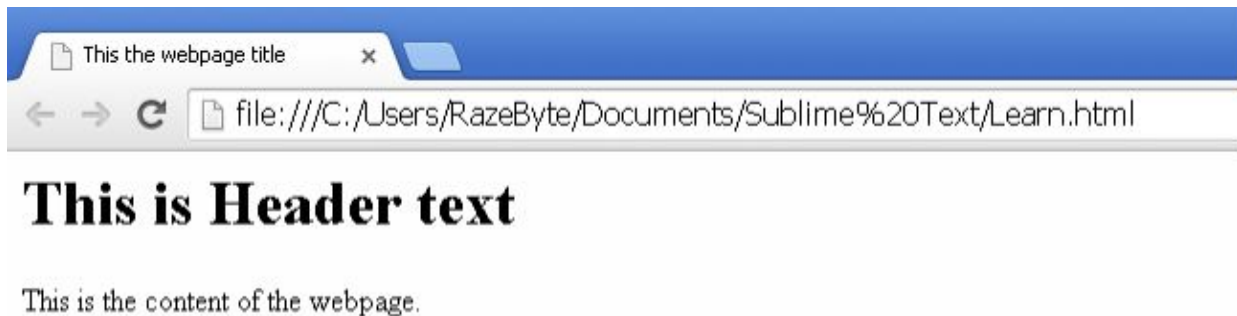 This the webpage title
file:///C:/Users/RazeByte/Documents/Sublime%20Text/Learn.html
This is Header text
This is the content of the webpage.